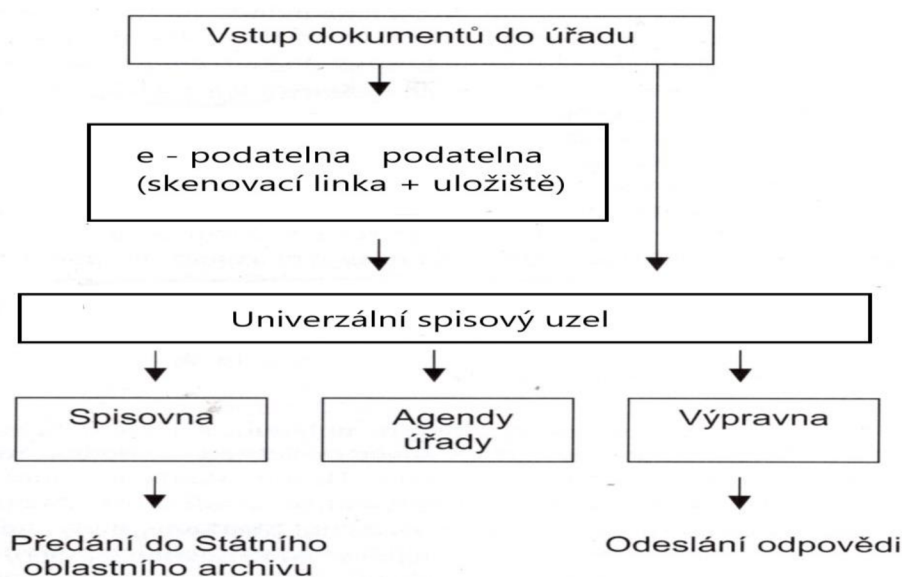 Vstup dokumentů do úřadu
e - podatelna podatelna
(skenovací linka + uložiště)
Univerzální spisový uzel
Spisovna
Agendy
úřady
Výpravna
Předání do Státního
oblastního archivu
Odeslání odpovědi